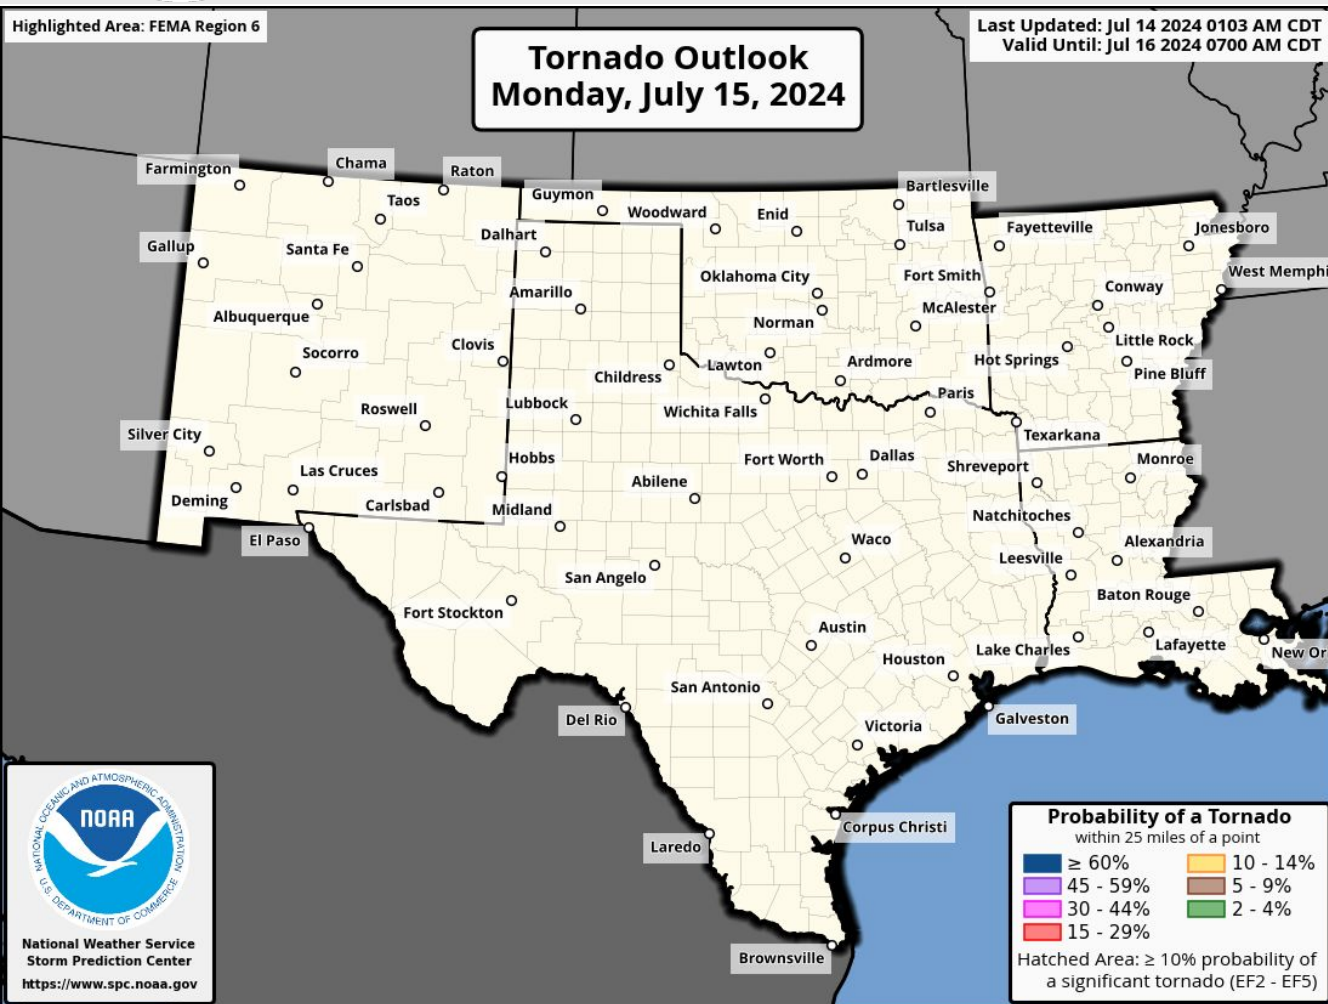 Highlighted Area: FEMA Region 6
Last Updated: Jul 14 2024 0103 AM CDT
Valid Until: Jul 16 2024 0700 AM CDT
Tornado Outlook
Monday, July 15, 2024
Farmington
Chama
Raton
Taos
Guymon
Woodward
Enid
Bartlesville
Tulsa
Fayetteville
Jonesboro
Gallup
Santa Fe
Dalhart
Oklahoma City
Fort Smith
West Memphi
Albuquerque
Amarillo
Norman
McAlester
Conway
Little Rock
Socorro
Clovis
Childress
Lawton
Ardmore
Hot Springs
Pine Bluff
Roswell
Lubbock
Wichita Falls
Paris
Texarkana
Silver City
Las Cruces
Hobbs
Abilene
Fort Worth
Dallas
Shreveport
Monroe
Deming
Carlsbad
Midland
Natchitoches
El Paso
San Angelo
Waco
Leesville
Alexandria
Fort Stockton
Baton Rouge
Austin
Houston
Lake Charles
Lafayette
New Or
San Antonio
Del Rio
Victoria
Galveston
Laredo
Corpus Christi
Brownsville
NATIONAL OCEANIC AND ATMOSPHERIC ADMINISTRATION
NOAA
U.S. DEPARTMENT OF COMMERCE
National Weather Service
Storm Prediction Center
https://www.spc.noaa.gov
Probability of a Tornado
within 25 miles of a point
≥ 60%
10 - 14%
45 - 59%
5 - 9%
30 - 44%
2 - 4%
15 - 29%
Hatched Area: ≥ 10% probability of
a significant tornado (EF2 - EF5)